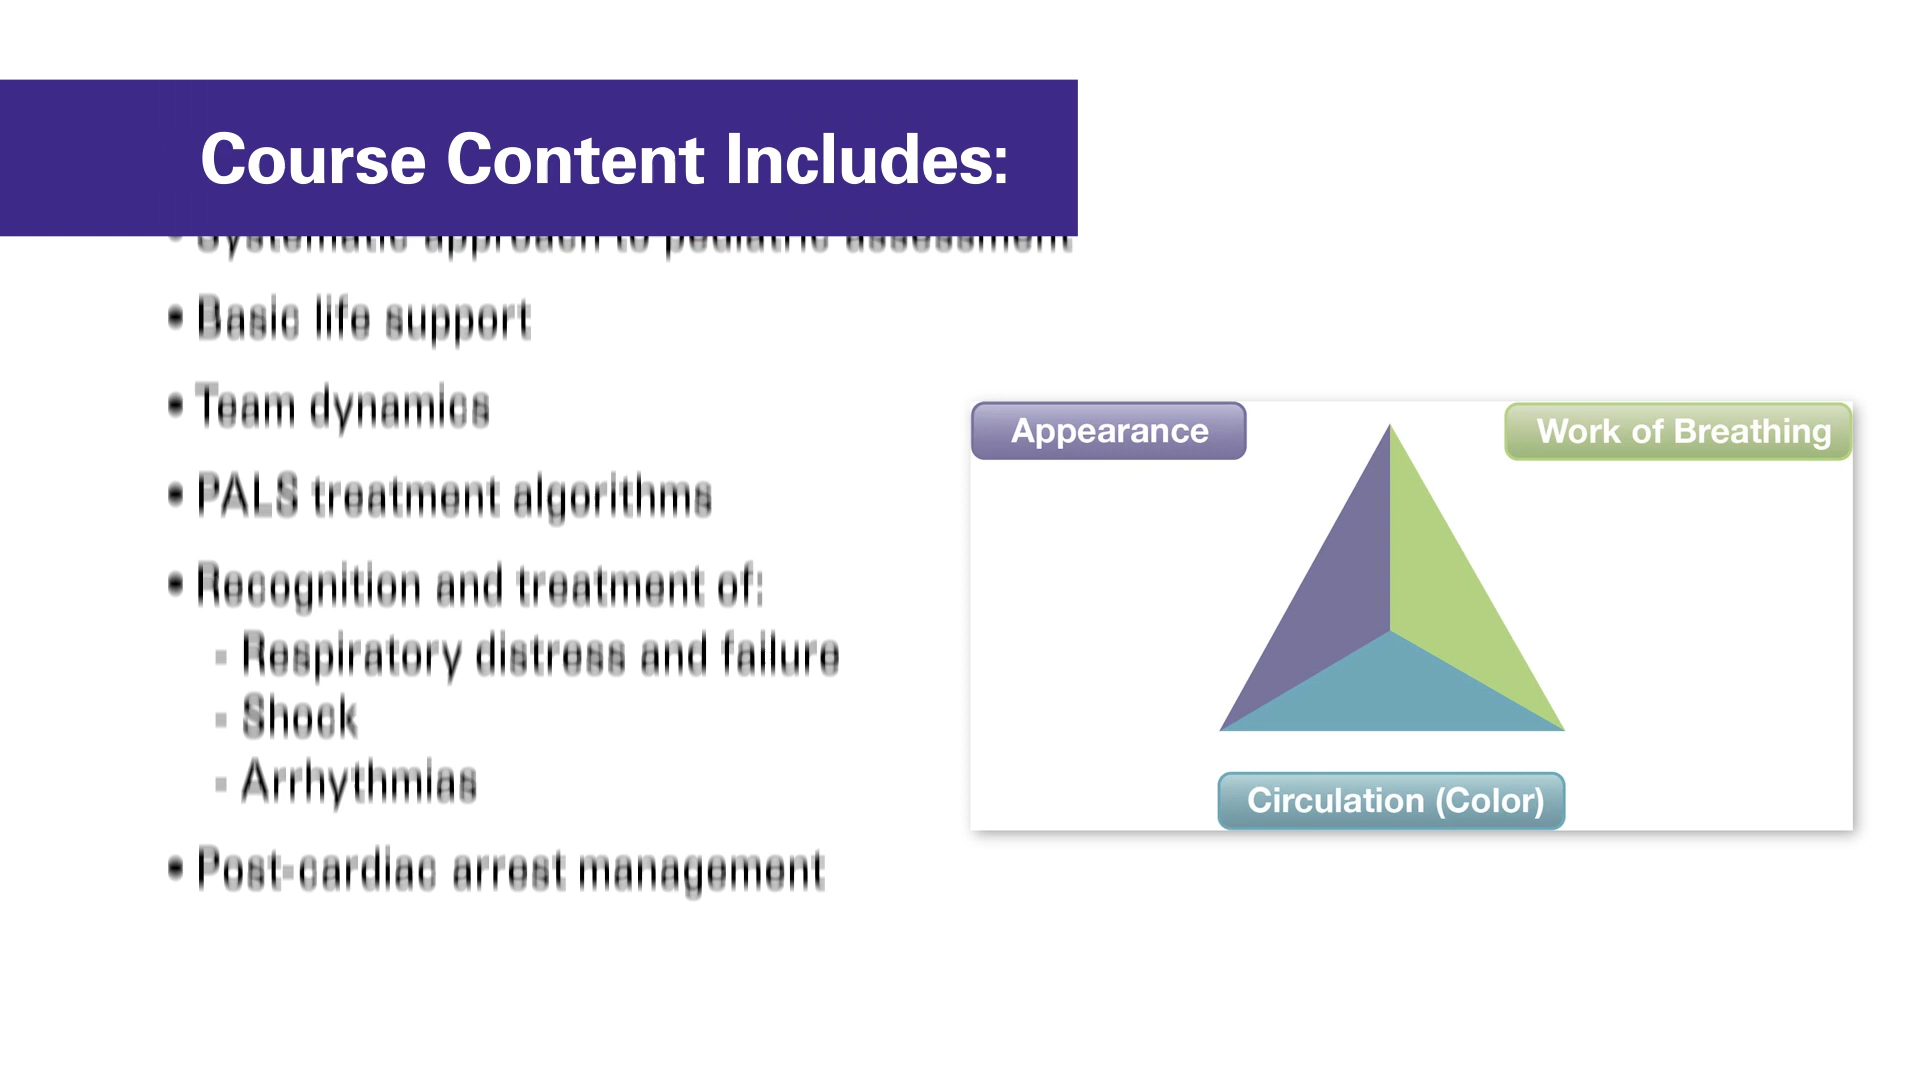 Course Content Includes:
• Systematic approach to pediatric assessment
• Basic life support
• Team dynamics
• PALS treatment algorithms
• Recognition and treatment of:
- Respiratory distress and failure
- Shock
- Arrhythmias
• Post-cardiac arrest management
Appearance
Work of Breathing
Circulation (Color)